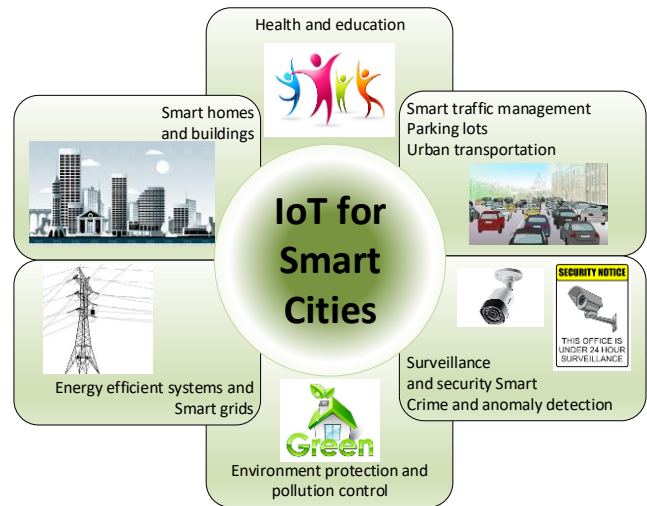 Health and education
Smart homes
and buildings
Smart traffic management
Parking lots
Urban transportation
IoT for
Smart
Cities
Energy efficient systems and
Smart grids
SECURITY NOTICE
THIS OFFICE IS
UNDER 24 HOUR
SURVEILLANCE
Surveillance
and security Smart
Crime and anomaly detection
Green
Environment protection and
pollution control